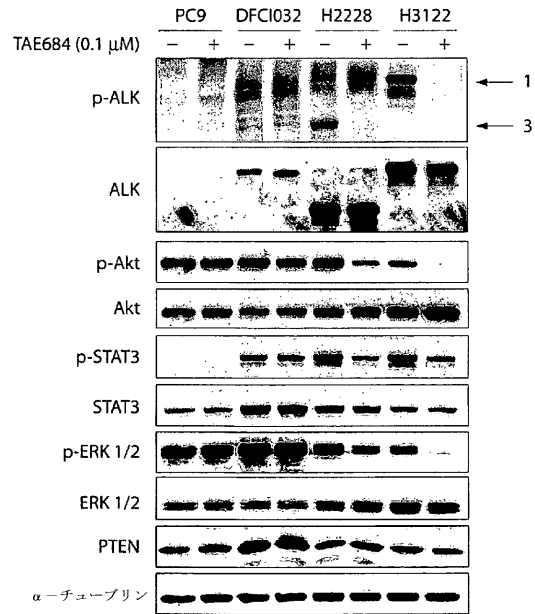 PC9 DFCI032 H2228 H3122
TAE684 (0.1 μM) − + − + − + − +
p-ALK
1
3
ALK
p-Akt
Akt
p-STAT3
STAT3
p-ERK 1/2
ERK 1/2
PTEN
α－チューブリン